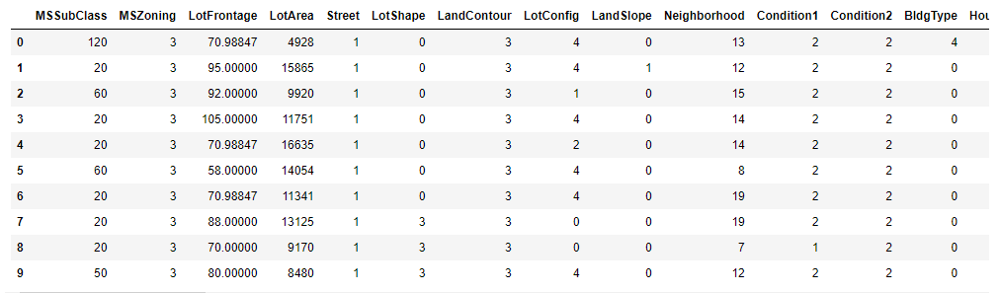 MSSubClass MSZoning LotFrontage LotArea Street LotShape LandContour LotConfig LandSlope Neighborhood Condition1 Condition2 BldgType Hou
0 120 3 70.98847 4928 1 0 3 4 0 13 2 2 4
1 20 3 95.00000 15865 1 0 3 4 1 12 2 2 0
2 60 3 92.00000 9920 1 0 3 1 0 15 2 2 0
3 20 3 105.00000 11751 1 0 3 4 0 14 2 2 0
4 20 3 70.98847 16635 1 0 3 2 0 14 2 2 0
5 60 3 58.00000 14054 1 0 3 4 0 8 2 2 0
6 20 3 70.98847 11341 1 0 3 4 0 19 2 2 0
7 20 3 88.00000 13125 1 3 3 0 0 19 2 2 0
8 20 3 70.00000 9170 1 3 3 0 0 7 1 2 0
9 50 3 80.00000 8480 1 3 3 4 0 12 2 2 0